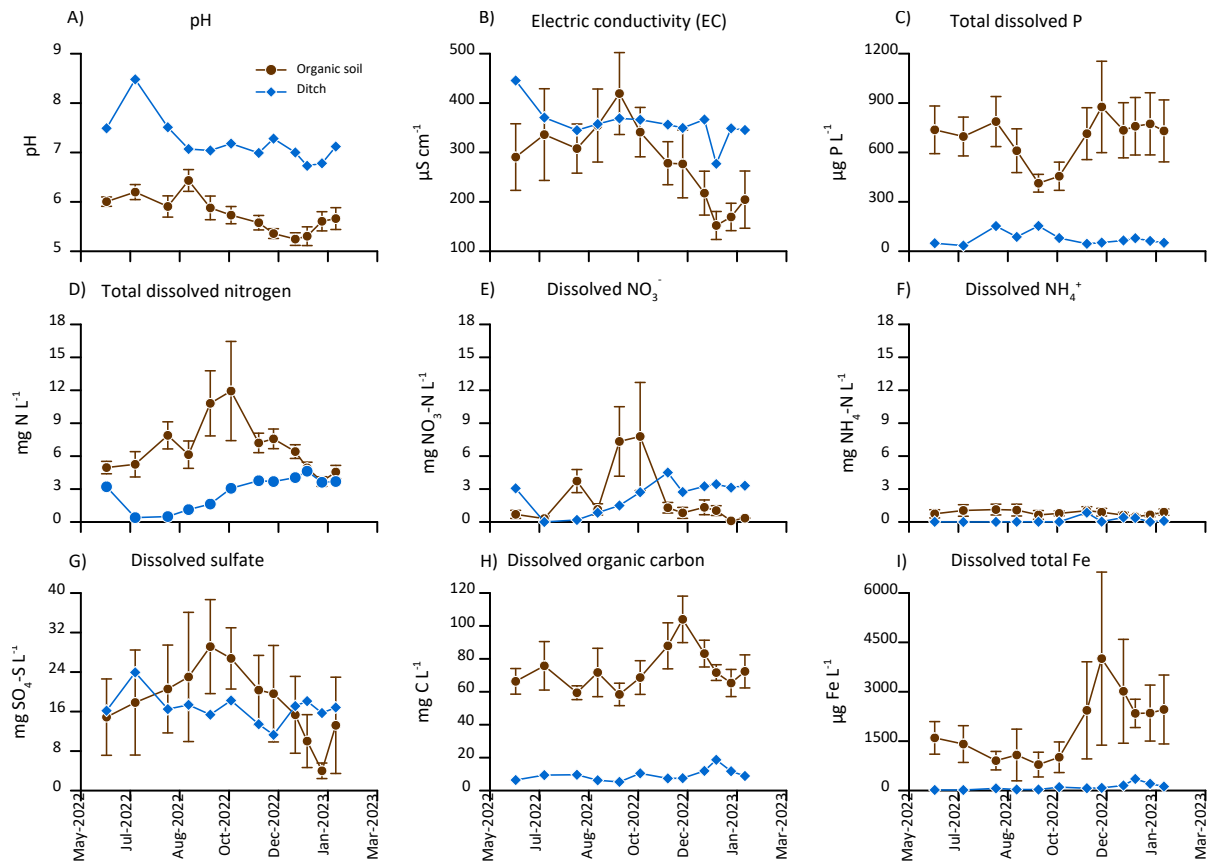 A) pH
9
8
7
6
5
pH
Organic soil
Ditch
B) Electric conductivity (EC)
500
400
300
200
100
µS cm⁻¹
C) Total dissolved P
1200
900
600
300
0
µg P L⁻¹
D) Total dissolved nitrogen
18
15
12
9
6
3
0
mg N L⁻¹
E) Dissolved NO₃⁻
18
15
12
9
6
3
0
mg NO₃-N L⁻¹
F) Dissolved NH₄⁺
18
15
12
9
6
3
0
mg NH₄-N L⁻¹
G) Dissolved sulfate
40
32
24
16
8
0
mg SO₄-S L⁻¹
May-2022
Jul-2022
Aug-2022
Oct-2022
Dec-2022
Jan-2023
Mar-2023
H) Dissolved organic carbon
120
100
80
60
40
20
0
mg C L⁻¹
May-2022
Jul-2022
Aug-2022
Oct-2022
Dec-2022
Jan-2023
Mar-2023
I) Dissolved total Fe
6000
4500
3000
1500
0
µg Fe L⁻¹
May-2022
Jul-2022
Aug-2022
Oct-2022
Dec-2022
Jan-2023
Mar-2023